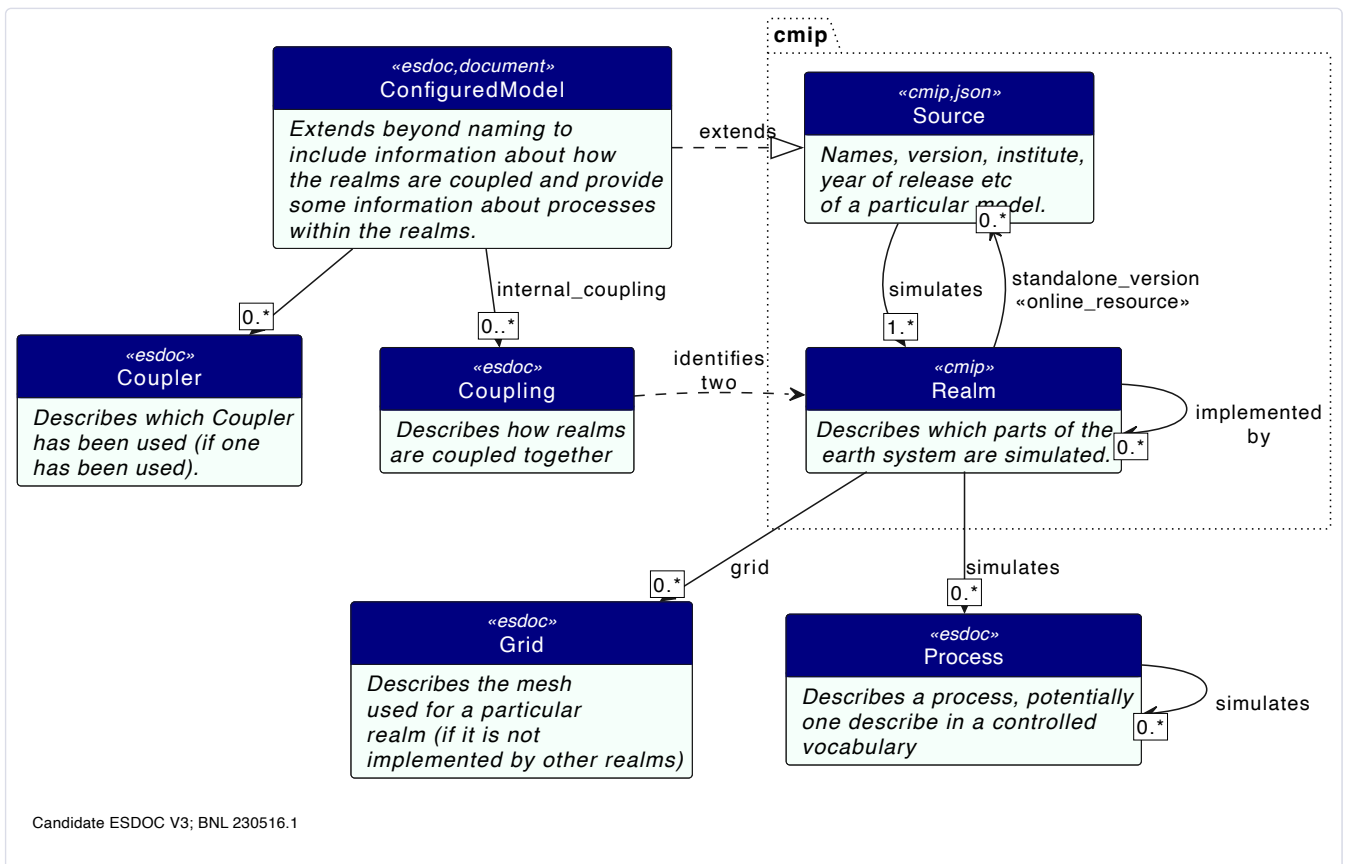 cmip
«esdoc,document»
ConfiguredModel
Extends beyond naming to
include information about how
the realms are coupled and provide
some information about processes
within the realms.
extends
«cmip,json»
Source
Names, version, institute,
year of release etc
of a particular model.
0.*
internal_coupling
simulates
standalone_version
«online_resource»
0.*
0..*
1.*
«esdoc»
Coupler
Describes which Coupler
has been used (if one
has been used).
«esdoc»
Coupling
Describes how realms
are coupled together
identifies
two
«cmip»
Realm
Describes which parts of the
earth system are simulated.
0.*
implemented
by
grid
simulates
0.*
0.*
«esdoc»
Grid
Describes the mesh
used for a particular
realm (if it is not
implemented by other realms)
«esdoc»
Process
Describes a process, potentially
one describe in a controlled
vocabulary
0.*
simulates
Candidate ESDOC V3; BNL 230516.1